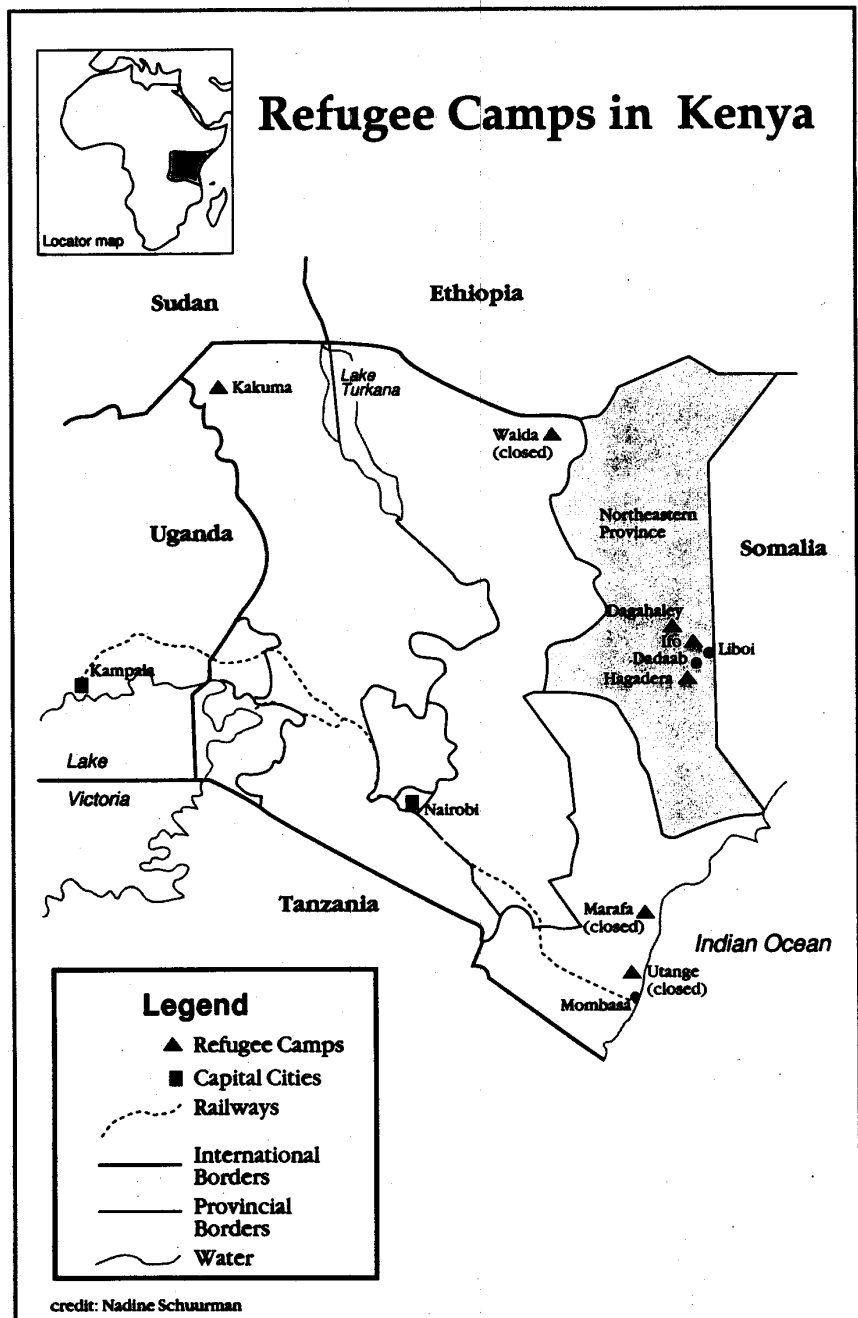 Refugee Camps in Kenya
Locator map
Sudan
Ethiopia
Kakuma
Lake
Turkana
Walda
(closed)
Uganda
Northeastern
Province
Somalia
Dagahaley
Ifo
Liboi
Dadaab
Hagadera
Kampala
Lake
Victoria
Nairobi
Tanzania
Marafa
(closed)
Indian Ocean
Utange
(closed)
Mombasa
Legend
Refugee Camps
Capital Cities
Railways
International
Borders
Provincial
Borders
Water
credit: Nadine Schuurman